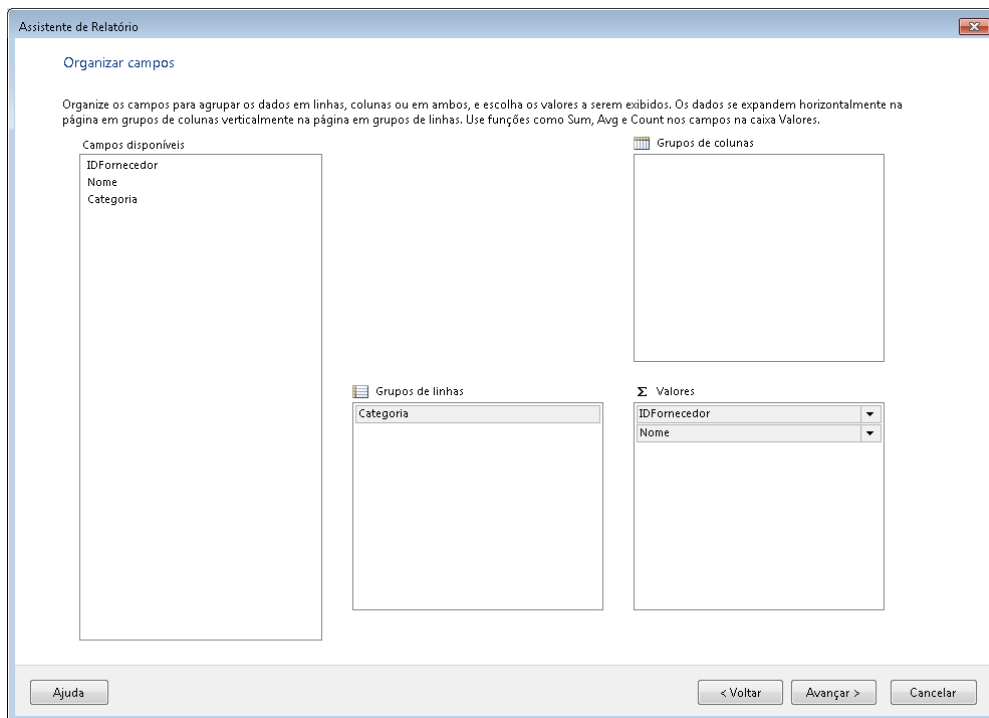 Assistente de Relatório
Organizar campos
Organize os campos para agrupar os dados em linhas, colunas ou em ambos, e escolha os valores a serem exibidos. Os dados se expandem horizontalmente na
página em grupos de colunas verticalmente na página em grupos de linhas. Use funções como Sum, Avg e Count nos campos na caixa Valores.
Campos disponíveis
IDFornecedor
Nome
Categoria
Grupos de colunas
Grupos de linhas
Categoria
Σ Valores
IDFornecedor
Nome
Ajuda
< Voltar
Avançar >
Cancelar